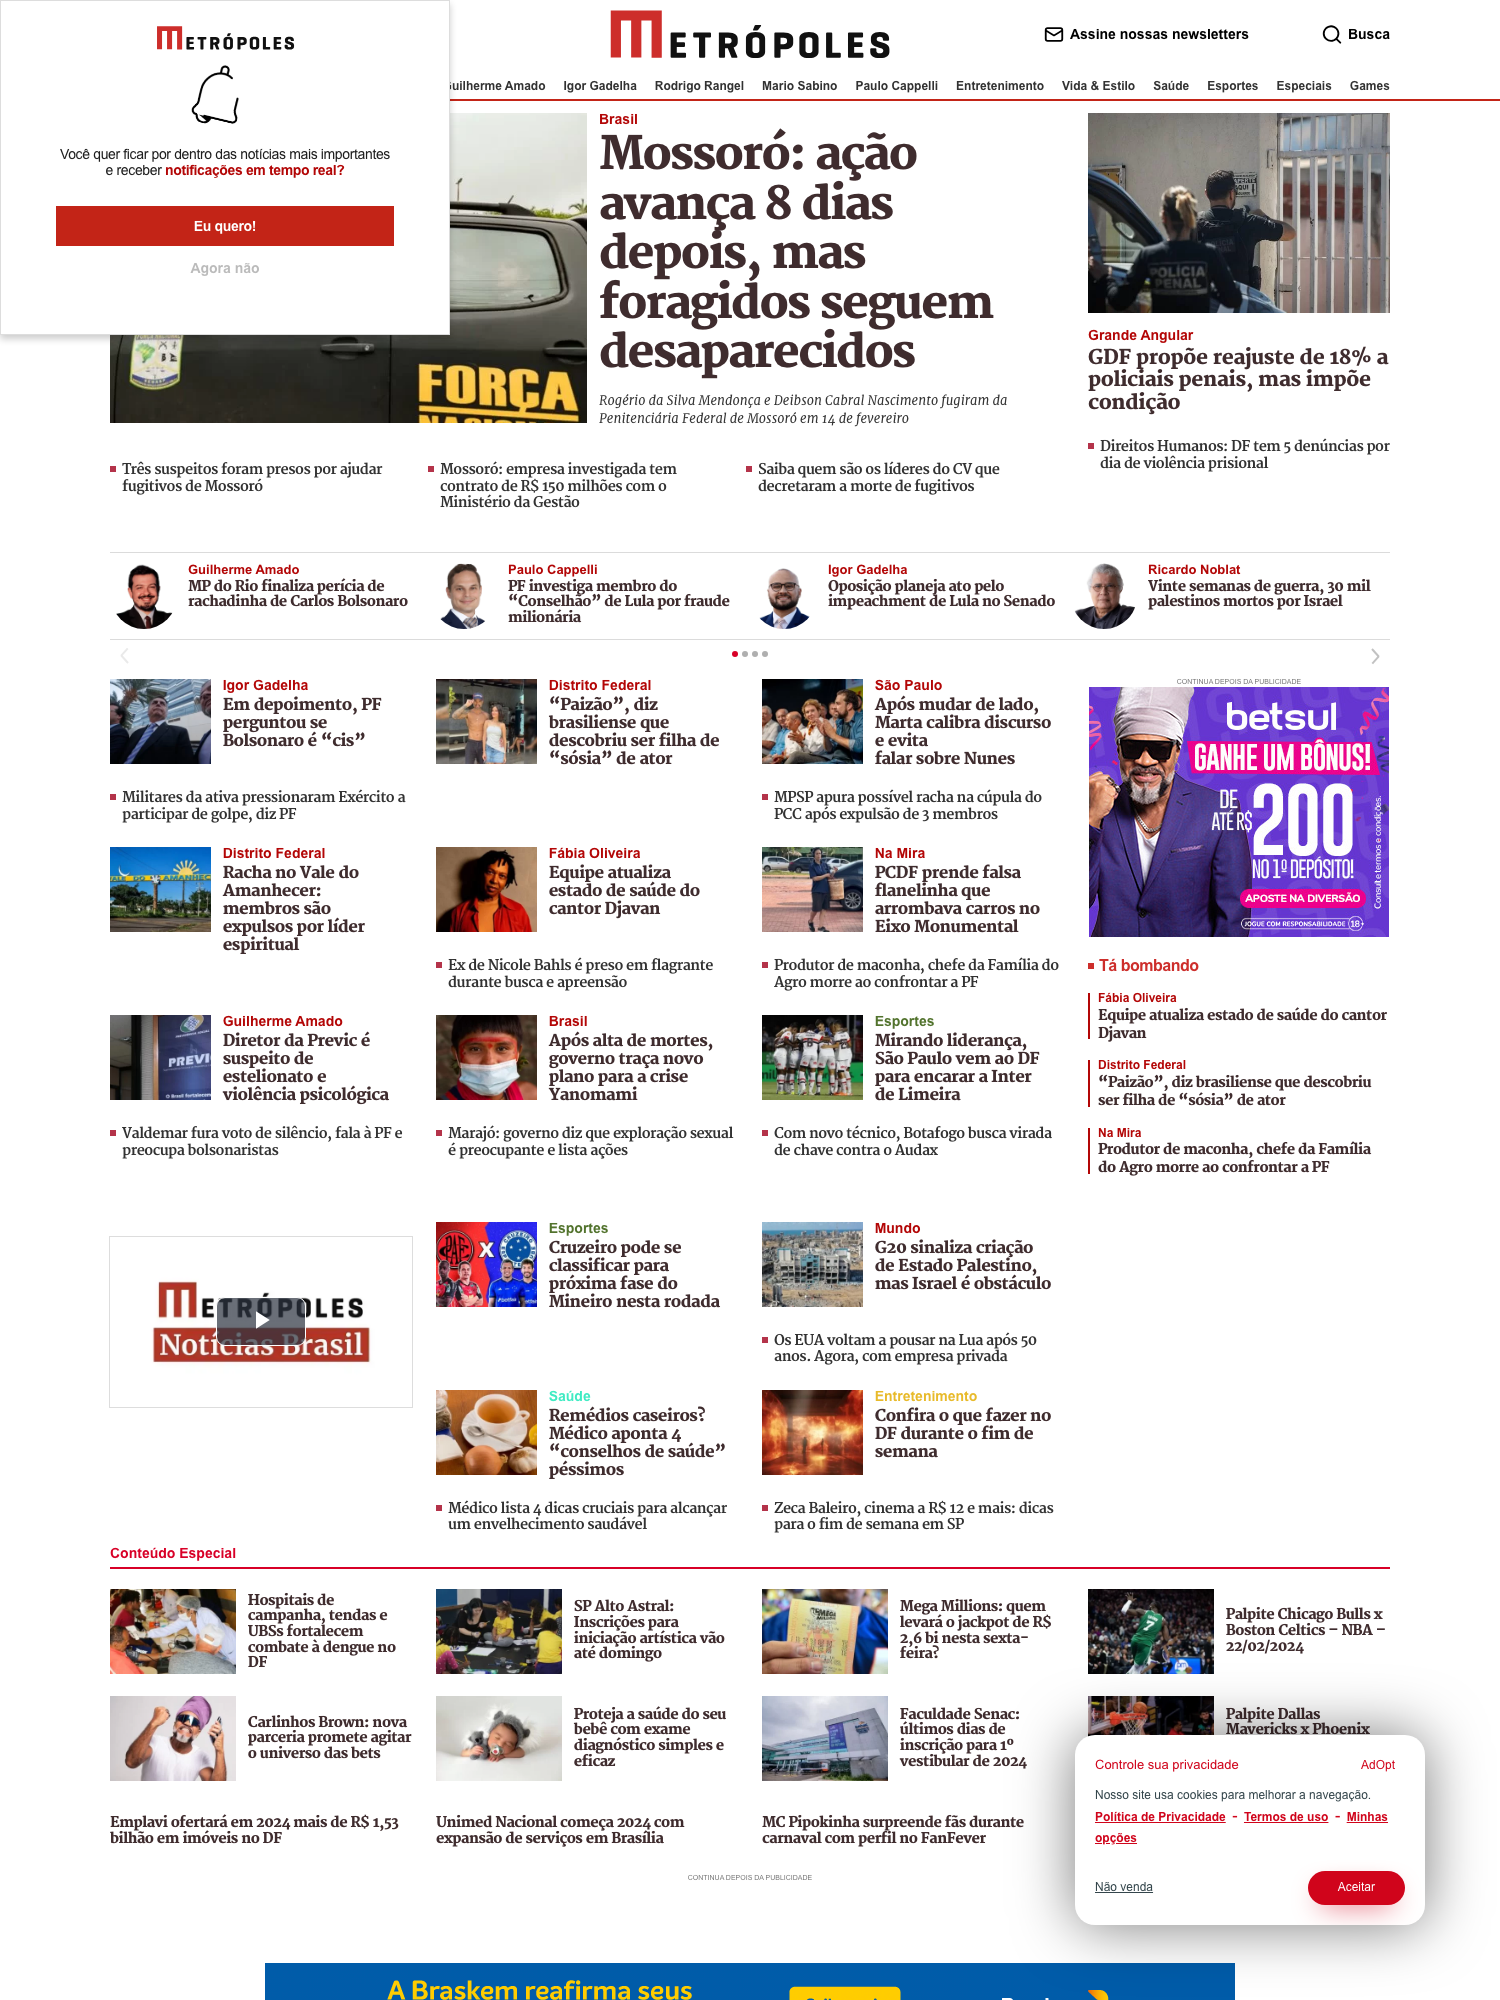 METRÓPOLES
Você quer ficar por dentro das notícias mais importantes
e receber notificações em tempo real?
Eu quero!
Agora não
METRÓPOLES
Assine nossas newsletters
Busca
Guilherme Amado Igor Gadelha Rodrigo Rangel Mario Sabino Paulo Cappelli Entretenimento Vida & Estilo Saúde Esportes Especiais Games
FORÇA
Brasil
Mossoró: ação
avança 8 dias
depois, mas
foragidos seguem
desaparecidos
Rogério da Silva Mendonça e Deibson Cabral Nascimento fugiram da
Penitenciária Federal de Mossoró em 14 de fevereiro
POLÍCIA
PENAL
Grande Angular
GDF propõe reajuste de 18% a
policiais penais, mas impõe
condição
Direitos Humanos: DF tem 5 denúncias por
dia de violência prisional
Três suspeitos foram presos por ajudar
fugitivos de Mossoró
Mossoró: empresa investigada tem
contrato de R$ 150 milhões com o
Ministério da Gestão
Saiba quem são os líderes do CV que
decretaram a morte de fugitivos
Guilherme Amado
MP do Rio finaliza perícia de
rachadinha de Carlos Bolsonaro
Paulo Cappelli
PF investiga membro do
“Conselhão” de Lula por fraude
milionária
Igor Gadelha
Oposição planeja ato pelo
impeachment de Lula no Senado
Ricardo Noblat
Vinte semanas de guerra, 30 mil
palestinos mortos por Israel
Igor Gadelha
Em depoimento, PF
perguntou se
Bolsonaro é “cis”
Militares da ativa pressionaram Exército a
participar de golpe, diz PF
Distrito Federal
“Paizão”, diz
brasiliense que
descobriu ser filha de
“sósia” de ator
São Paulo
Após mudar de lado,
Marta calibra discurso
e evita
falar sobre Nunes
MPSP apura possível racha na cúpula do
PCC após expulsão de 3 membros
CONTINUA DEPOIS DA PUBLICIDADE
betsul
GANHE UM BÔNUS!
DE
ATÉ R$ 200
NO 1º DEPÓSITO!
APOSTE NA DIVERSÃO
JOGUE COM RESPONSABILIDADE 18+
Consulte termos e condições.
Distrito Federal
Racha no Vale do
Amanhecer:
membros são
expulsos por líder
espiritual
Fábia Oliveira
Equipe atualiza
estado de saúde do
cantor Djavan
Ex de Nicole Bahls é preso em flagrante
durante busca e apreensão
Na Mira
PCDF prende falsa
flanelinha que
arrombava carros no
Eixo Monumental
Produtor de maconha, chefe da Família do
Agro morre ao confrontar a PF
Tá bombando
Fábia Oliveira
Equipe atualiza estado de saúde do cantor
Djavan
Distrito Federal
“Paizão”, diz brasiliense que descobriu
ser filha de “sósia” de ator
Na Mira
Produtor de maconha, chefe da Família
do Agro morre ao confrontar a PF
PREVI
Guilherme Amado
Diretor da Previc é
suspeito de
estelionato e
violência psicológica
Valdemar fura voto de silêncio, fala à PF e
preocupa bolsonaristas
Brasil
Após alta de mortes,
governo traça novo
plano para a crise
Yanomami
Marajó: governo diz que exploração sexual
é preocupante e lista ações
Esportes
Mirando liderança,
São Paulo vem ao DF
para encarar a Inter
de Limeira
Com novo técnico, Botafogo busca virada
de chave contra o Audax
METRÓPOLES
Notícias Brasil
X
Esportes
Cruzeiro pode se
classificar para
próxima fase do
Mineiro nesta rodada
Mundo
G20 sinaliza criação
de Estado Palestino,
mas Israel é obstáculo
Os EUA voltam a pousar na Lua após 50
anos. Agora, com empresa privada
Saúde
Remédios caseiros?
Médico aponta 4
“conselhos de saúde”
péssimos
Médico lista 4 dicas cruciais para alcançar
um envelhecimento saudável
Entretenimento
Confira o que fazer no
DF durante o fim de
semana
Zeca Baleiro, cinema a R$ 12 e mais: dicas
para o fim de semana em SP
Conteúdo Especial
Hospitais de
campanha, tendas e
UBSs fortalecem
combate à dengue no
DF
SP Alto Astral:
Inscrições para
iniciação artística vão
até domingo
Mega Millions: quem
levará o jackpot de R$
2,6 bi nesta sexta-
feira?
7
Palpite Chicago Bulls x
Boston Celtics – NBA –
22/02/2024
Carlinhos Brown: nova
parceria promete agitar
o universo das bets
Proteja a saúde do seu
bebê com exame
diagnóstico simples e
eficaz
Faculdade Senac:
últimos dias de
inscrição para 1º
vestibular de 2024
Palpite Dallas
Mavericks x Phoenix
Emplavi ofertará em 2024 mais de R$ 1,53
bilhão em imóveis no DF
Unimed Nacional começa 2024 com
expansão de serviços em Brasília
MC Pipokinha surpreende fãs durante
carnaval com perfil no FanFever
Controle sua privacidade
AdOpt
Nosso site usa cookies para melhorar a navegação.
Política de Privacidade - Termos de uso - Minhas
opções
Não venda
Aceitar
CONTINUA DEPOIS DA PUBLICIDADE
A Braskem reafirma seus